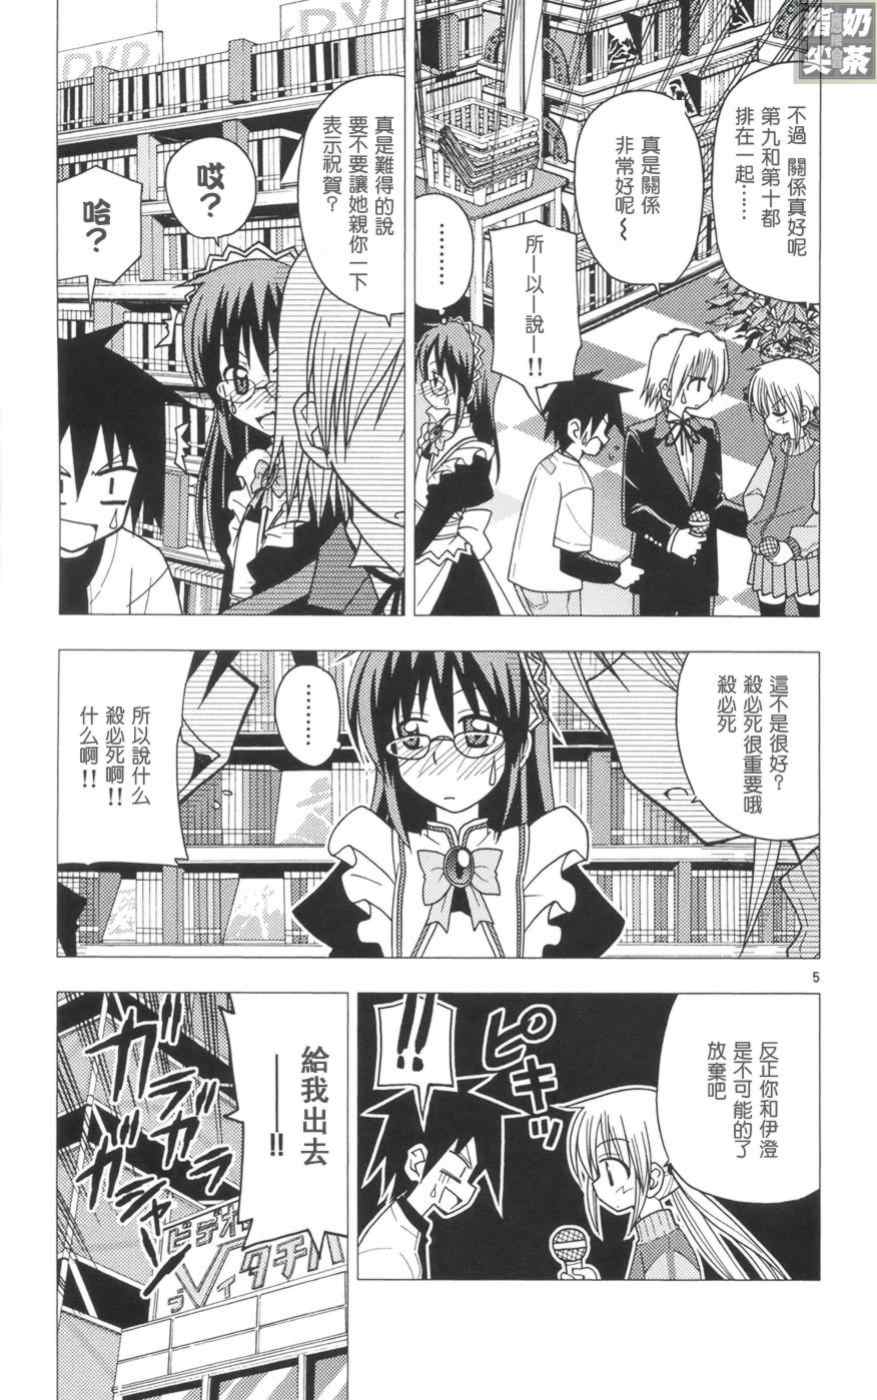 指 奶
尖 茶
不過 關係真好呢
第九和第十都
排在一起……
真是關係
非常好呢~
所—以—說—!!
………
真是難得的說
要不要讓她親你一下
表示祝賀?
哎?
哈?
DVD
DVD
這不是很好?
殺必死很重要哦
殺必死
………
所以說什么
殺必死啊!!
什么啊!!
5
反正你和伊澄
是不可能的了
放棄吧
!!
ピキッ
給我出去
——!!
ガラガラ
ガシャ
ビデオ
タチバ